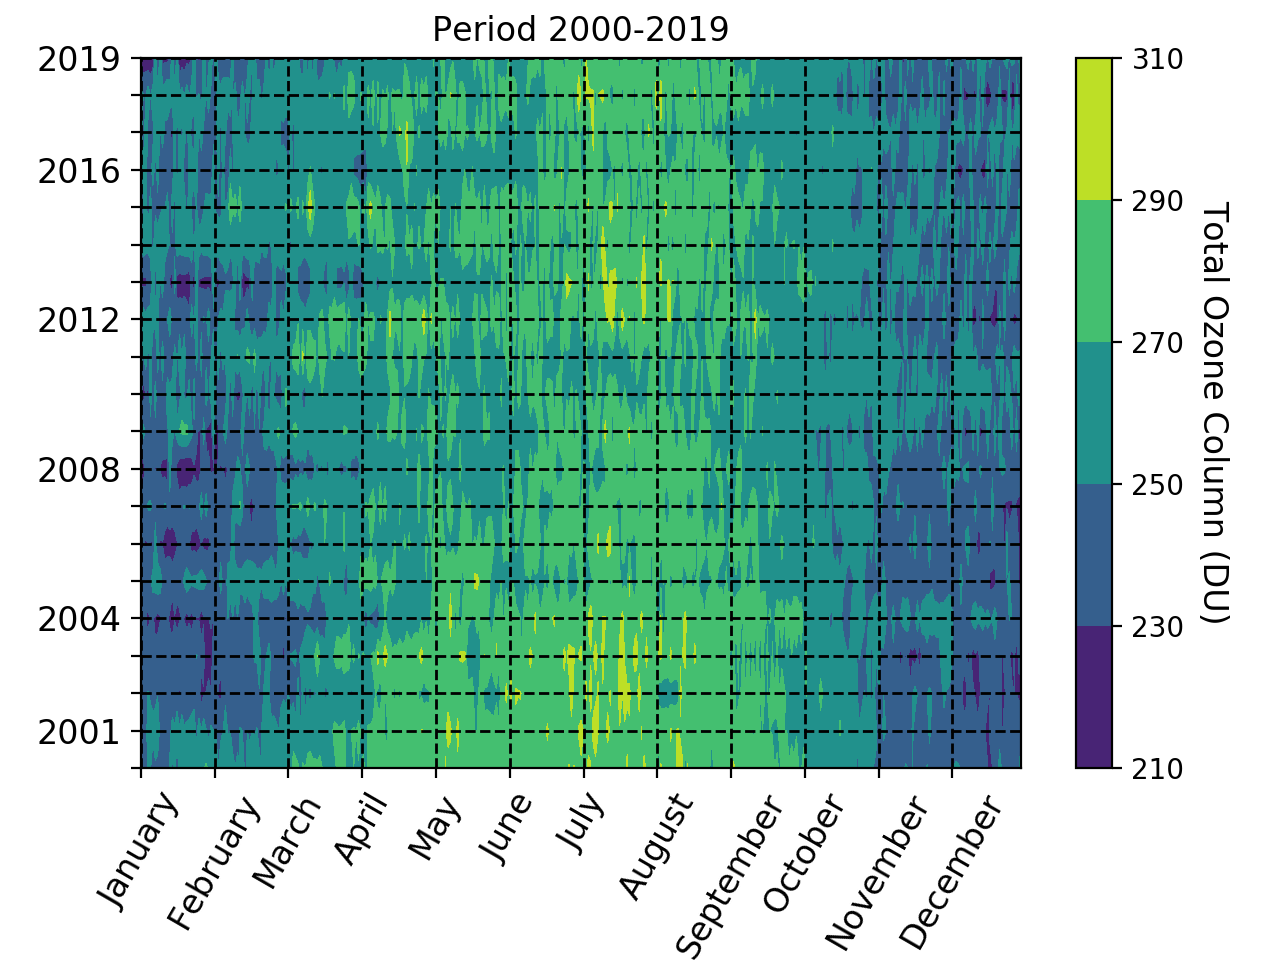 Period 2000-2019
2019
2016
2012
2008
2004
2001
January
February
March
April
May
June
July
August
September
October
November
December
310
290
270
250
230
210
Total Ozone Column (DU)